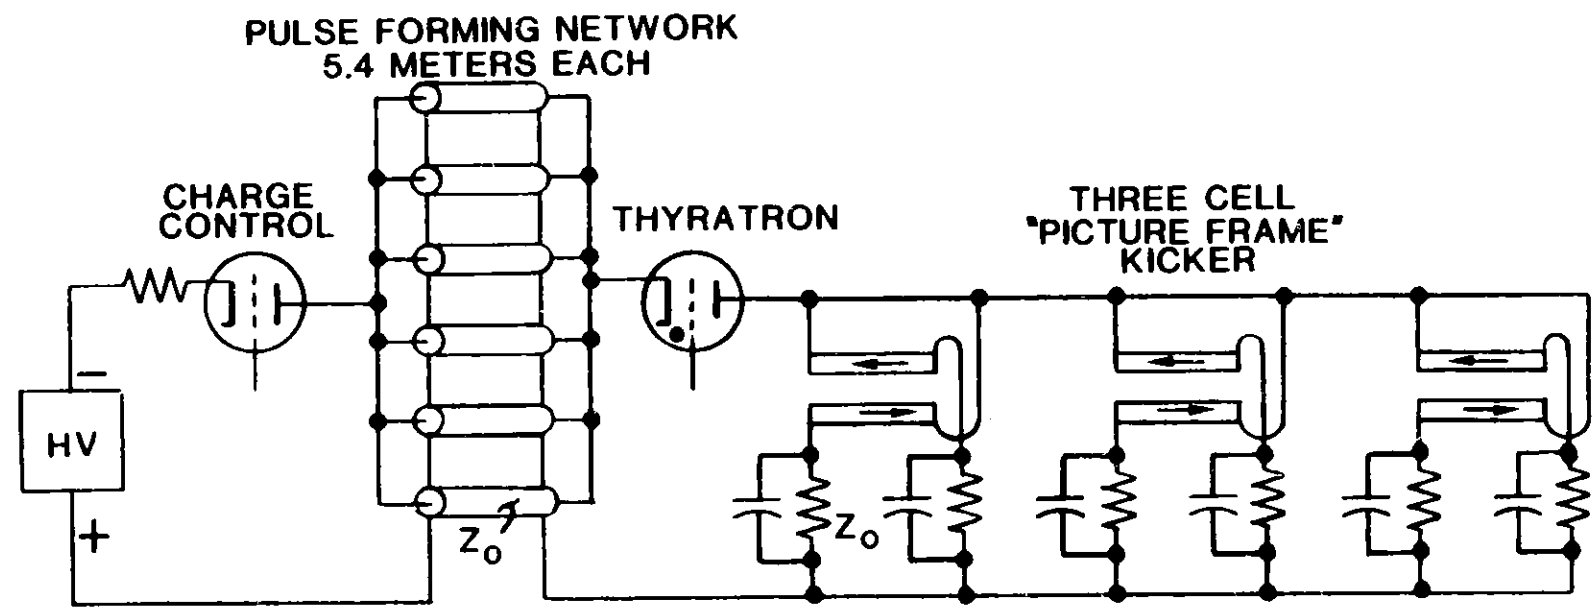 PULSE FORMING NETWORK
5.4 METERS EACH
CHARGE
CONTROL
THYRATRON
THREE CELL
"PICTURE FRAME"
KICKER
−
HV
+
Z₀
Z₀